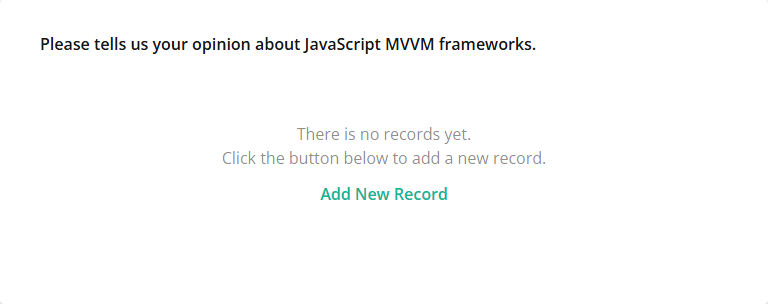 Please tells us your opinion about JavaScript MVVM frameworks.
There is no records yet.
Click the button below to add a new record.
Add New Record